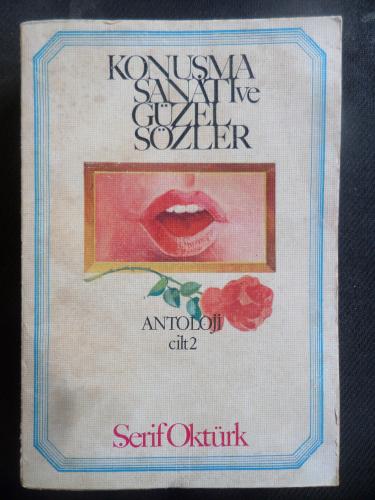 KONUŞMA
SANATI ve
GÜZEL
SÖZLER
ANTOLOJİ
cilt 2
Şerif Oktürk